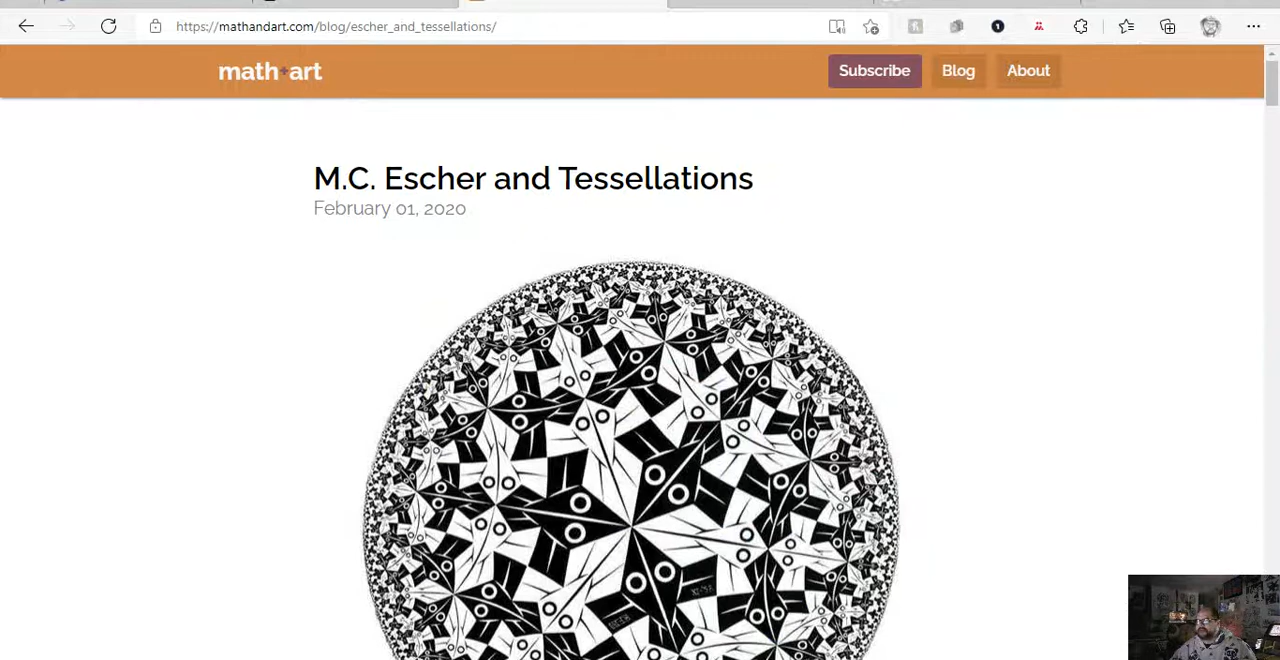 https://mathandart.com/blog/escher_and_tessellations/
math+art
Subscribe
Blog
About
M.C. Escher and Tessellations
February 01, 2020